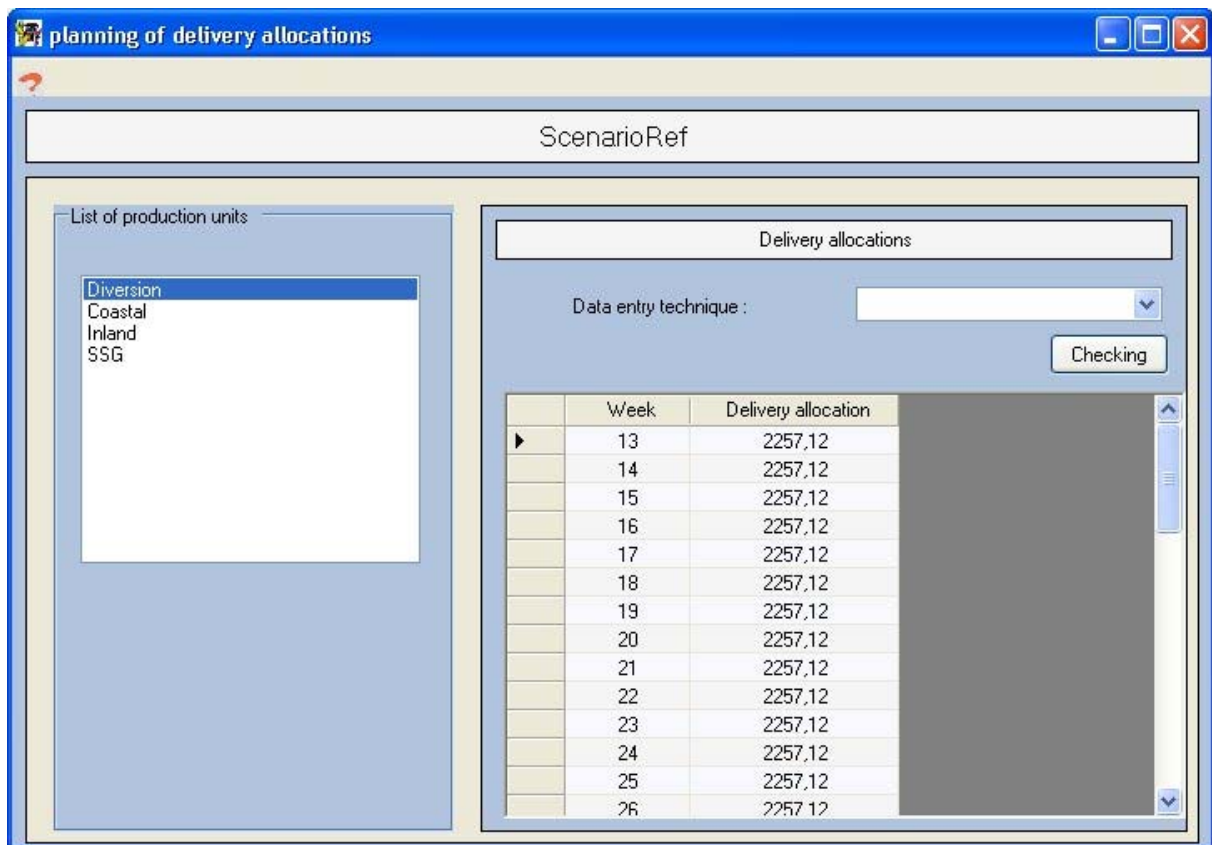 planning of delivery allocations
ScenarioRef
List of production units
Diversion
Coastal
Inland
SSG
Delivery allocations
Data entry technique :
Checking
Week Delivery allocation
13 2257,12
14 2257,12
15 2257,12
16 2257,12
17 2257,12
18 2257,12
19 2257,12
20 2257,12
21 2257,12
22 2257,12
23 2257,12
24 2257,12
25 2257,12
26 2257,12